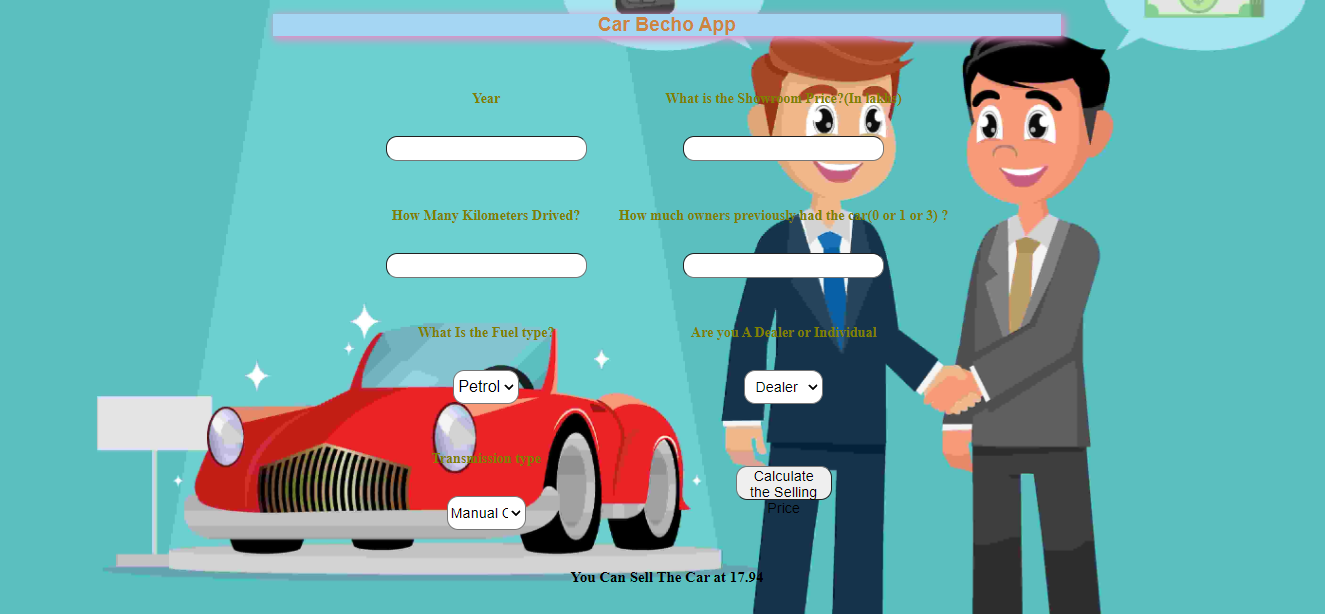 Car Becho App
Year
What is the Showroom Price?(In lakhs)
How Many Kilometers Drived?
How much owners previously had the car(0 or 1 or 3) ?
What Is the Fuel type?
Are you A Dealer or Individual
Petrol
Dealer
Transmission type
Manual C
Calculate
the Selling
Price
You Can Sell The Car at 17.94